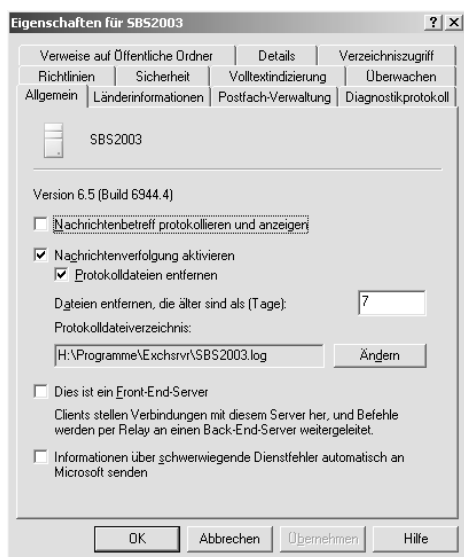 Eigenschaften für SBS2003
Verweise auf Öffentliche Ordner Details Verzeichniszugriff
Richtlinien Sicherheit Volltextindizierung Überwachen
Allgemein Länderinformationen Postfach-Verwaltung Diagnostikprotokoll
SBS2003
Version 6.5 (Build 6944.4)
Nachrichtenbetreff protokollieren und anzeigen
Nachrichtenverfolgung aktivieren
Protokolldateien entfernen
Dateien entfernen, die älter sind als (Tage): 7
Protokolldateiverzeichnis:
H:\Programme\Exchsrvr\SBS2003.log Ändern
Dies ist ein Front-End-Server
Clients stellen Verbindungen mit diesem Server her, und Befehle
werden per Relay an einen Back-End-Server weitergeleitet.
Informationen über schwerwiegende Dienstfehler automatisch an
Microsoft senden
OK Abbrechen Übernehmen Hilfe